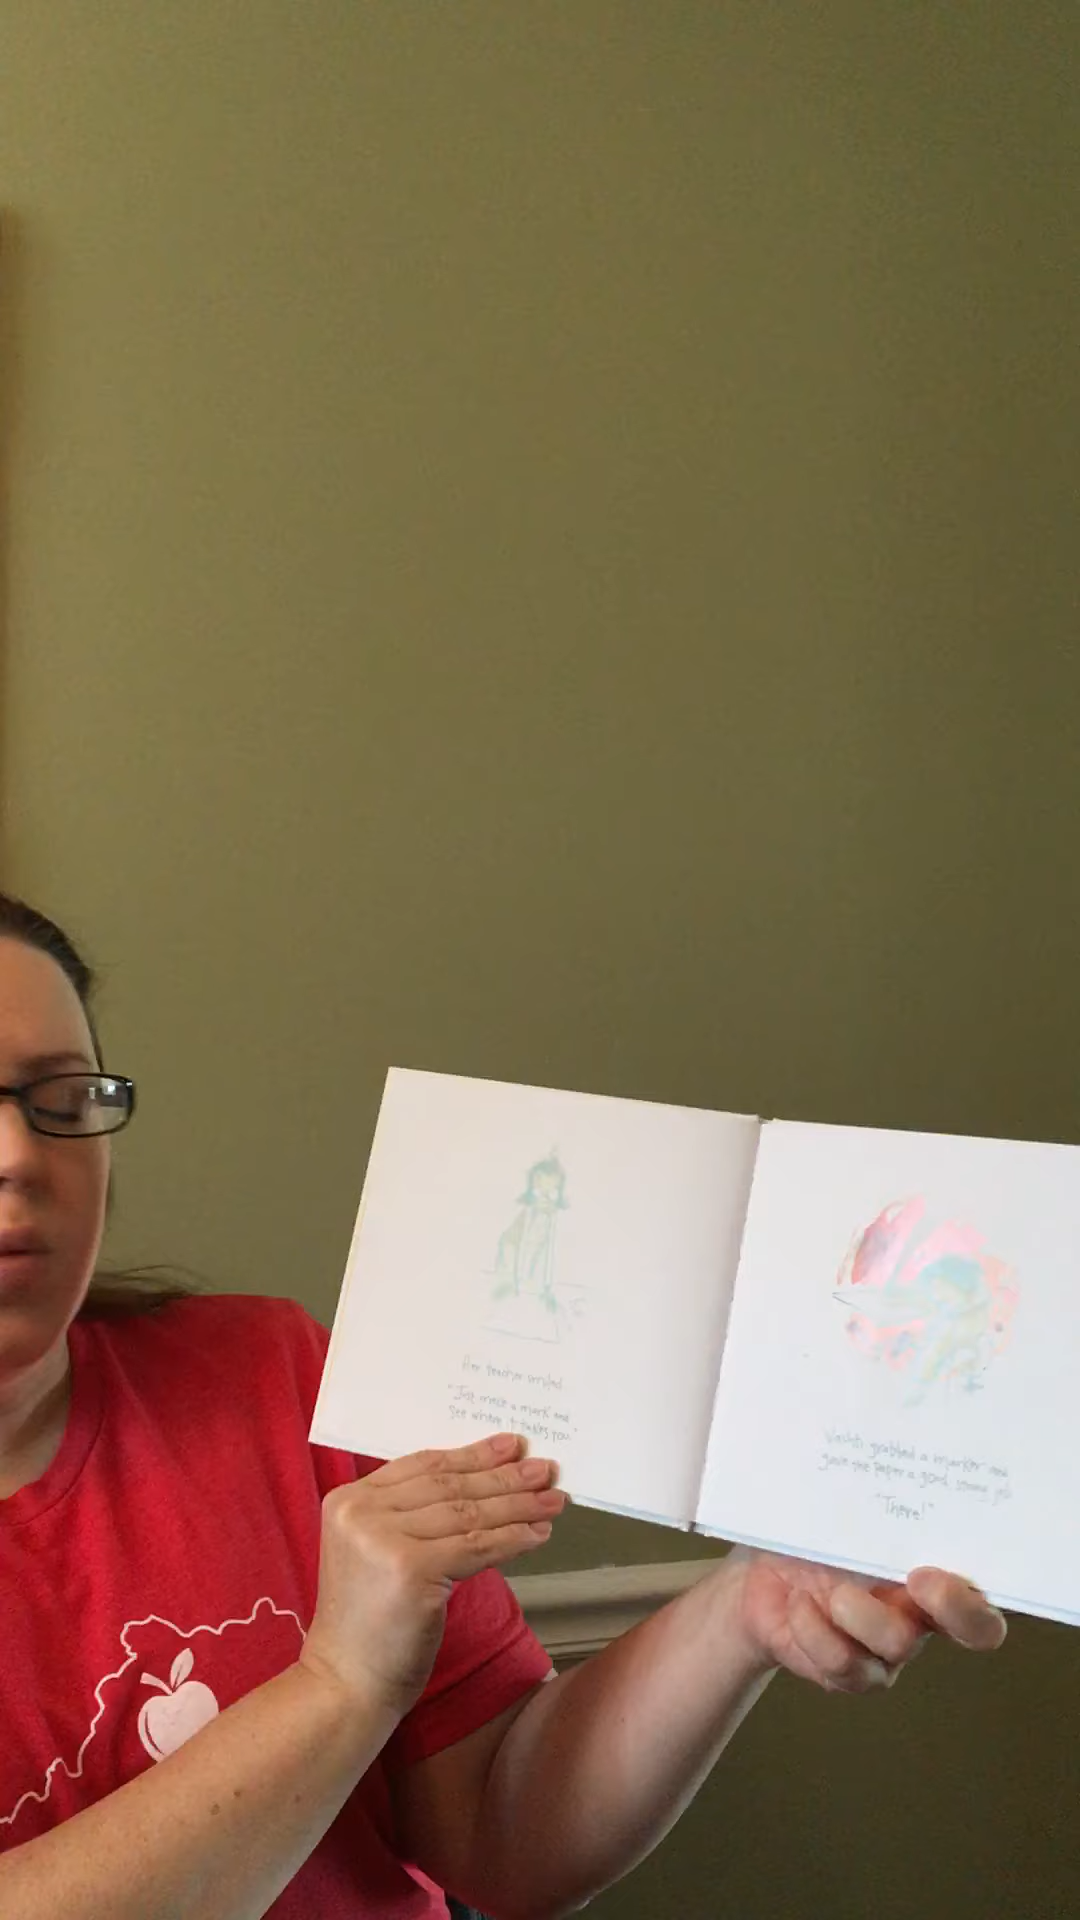 Her teacher smiled.
"Just make a mark and
see where it takes you."
Vashti grabbed a marker and
gave the paper a good, strong jab.
"There!"